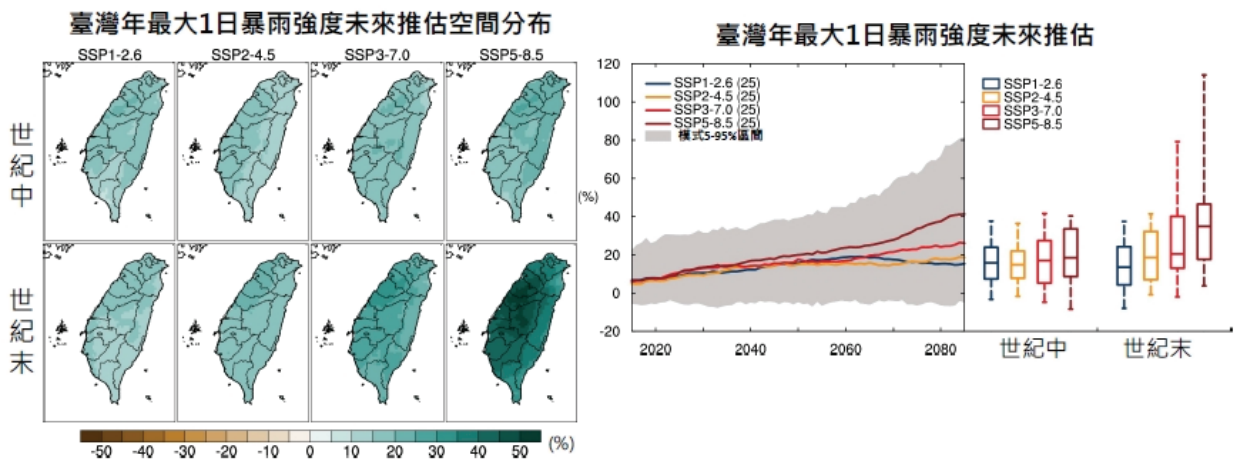 臺灣年最大1日暴雨強度未來推估空間分布
SSP1-2.6 SSP2-4.5 SSP3-7.0 SSP5-8.5
世紀中
世紀末
-50 -40 -30 -20 -10 0 10 20 30 40 50 (%)
臺灣年最大1日暴雨強度未來推估
(%)
120
100
80
60
40
20
0
-20
SSP1-2.6 (25)
SSP2-4.5 (25)
SSP3-7.0 (25)
SSP5-8.5 (25)
模式5-95%區間
2020 2040 2060 2080
SSP1-2.6
SSP2-4.5
SSP3-7.0
SSP5-8.5
世紀中 世紀末